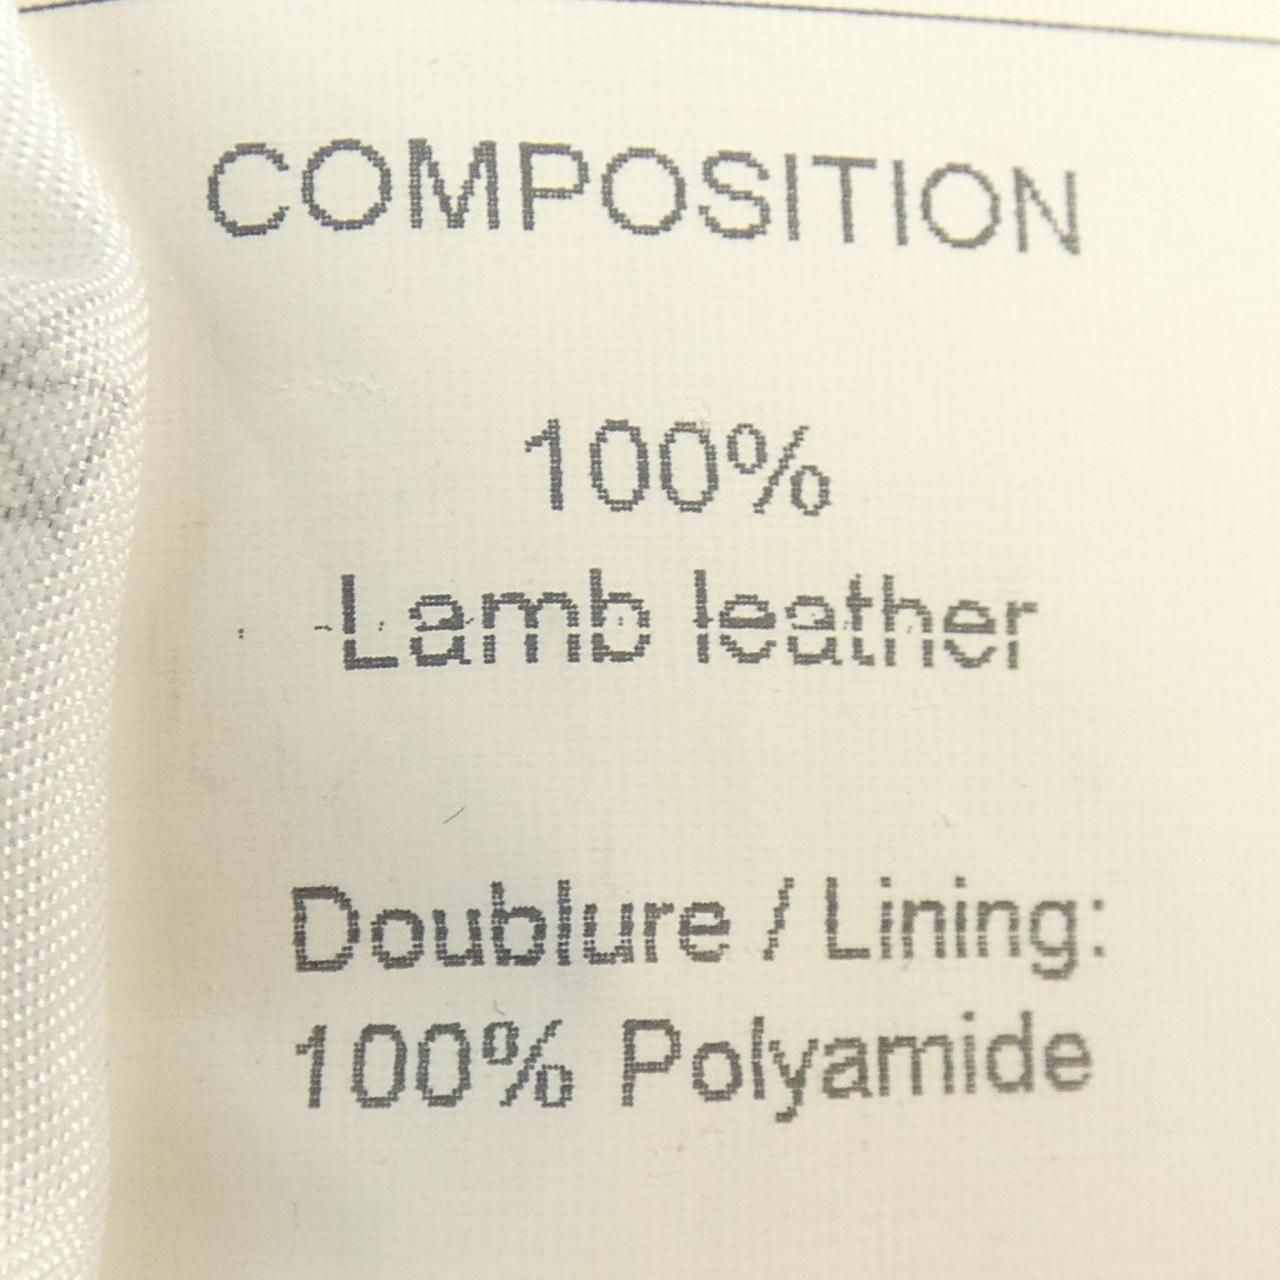 COMPOSITION
100%
Lamb leather
Doublure / Lining:
100% Polyamide